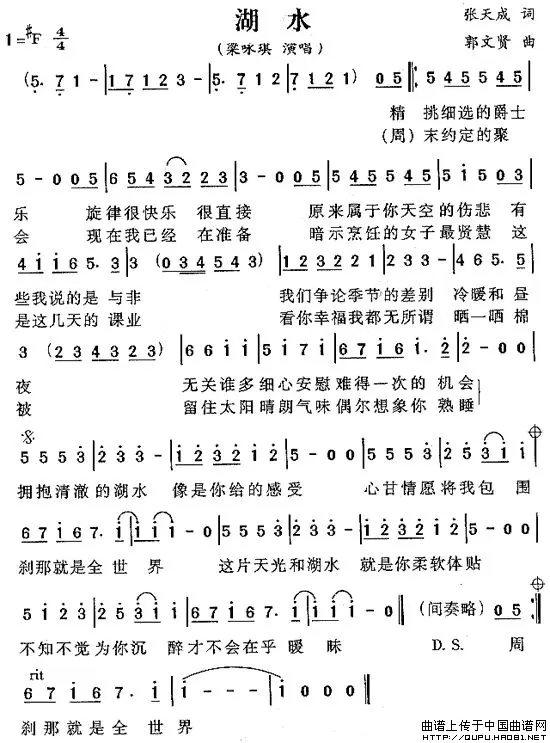 湖水
张天成 词
1=#F 4/4
(梁咏琪 演唱)
郭文贤 曲
(5. 7 1 - | 1 7 1 2 3 - | 5. 7 1 2 | 7 1 2 1) 0 5 |: 5 4 5 5 4 5
精 挑细选的爵士
(周) 末约定的聚
5 - 0 0 5 | 6 5 4 3 2 2 | 3 - 0 0 5 | 5 4 5 5 4 5 | 5 1 5 0 3
乐 旋律很快乐 很直接 原来属于你天空的伤悲 有
会 现在我已经 在准备 暗示烹饪的女子最贤慧 这
4 1 1 6 5. 3 | 3 (0 3 4 5 4 3) | 1 2 3 2 2 1 | 2 3 3 - | 4 6 5. 5
些我说的是 与非 我们争论季节的差别 冷暖和昼
是这几天的 课业 看你幸福我都无所谓 晒一晒 棉
3 (2 3 4 5 2 3) | 6 6 1 1 | 5 1 7 1 | 6 7 1 6 1. 2 | 2 - 0 0
夜 无关谁多细心安慰难得一次的 机会
被 留住太阳晴朗气味偶尔想象你 熟睡
5 5 5 3 | 2 3 3 - | 1 2 3 2 1 2 | 5 - 0 0 | 5 5 5 3 | 2 5 3 1 1
拥抱清澈的湖水 像是你给的感受 心甘情愿将我包 围
6 7 1 6 7. 1 | 1 1 1 - 0 | 5 5 5 3 | 2 3 3 - | 1 2 3 2 1 2 | 5 - 0 0
刹那就是全 世 界 这片天光和湖水 就是你柔软体贴
5 1 2 3 | 2 5 3 1 1 | 6 1 7 6 7. 1 | 1 1 1 - 0 || (间奏略) 0 5 :||
不知不觉为你沉 醉才不会在乎 暧 昧 D.S. 周
rit
6 7 1 6 7. 1 | 1 - - - | 1 0 0 0 ||
刹那就是全 世界
曲谱上传于中国曲谱网
HTTP://WWW.QUPU.HAO81.NET